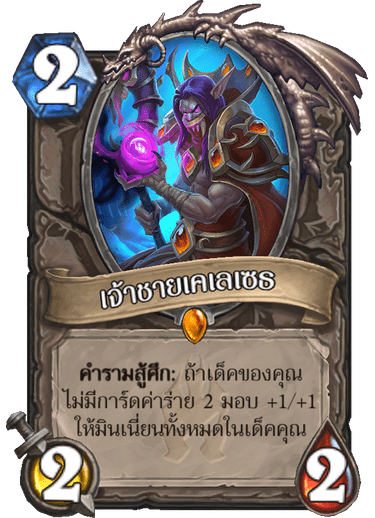 2
เจ้าชายเคเลเซธ
คำรามสู้ศึก: ถ้าเด็คของคุณ
ไม่มีการ์ดค่าร่าย 2 มอบ +1/+1
ให้มินเนี่ยนทั้งหมดในเด็คคุณ
2
2